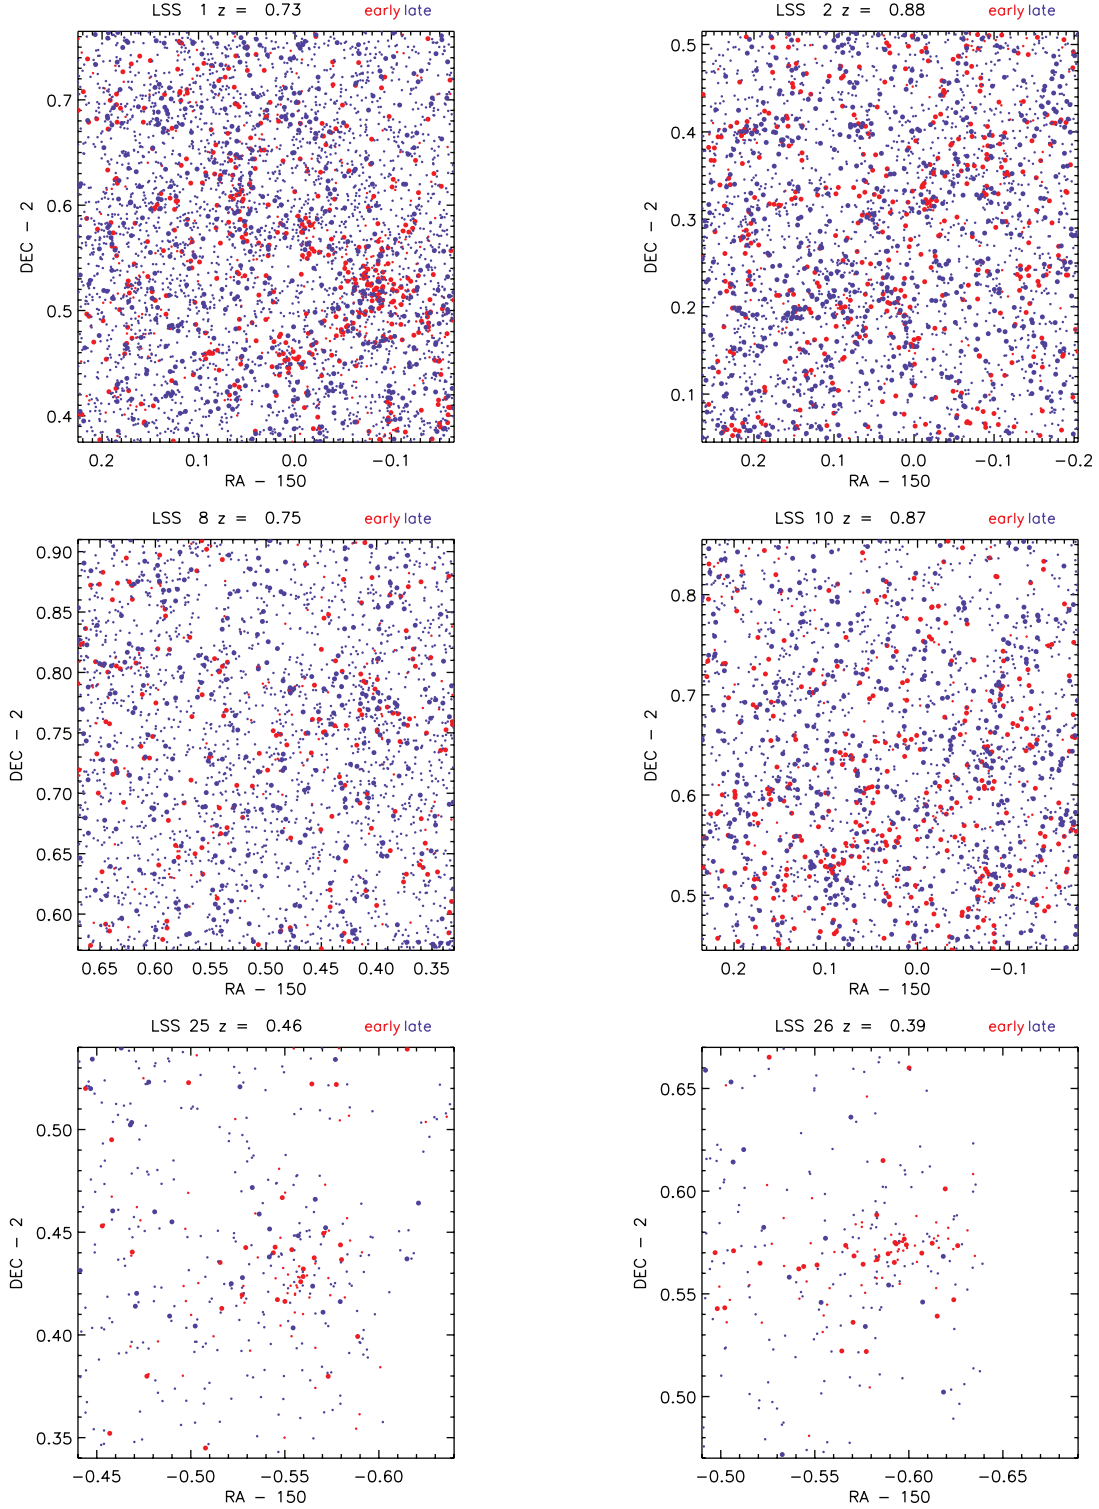 LSS 1 z = 0.73 early late
LSS 2 z = 0.88 early late
0.7
0.6
0.5
0.4
DEC - 2
0.2 0.1 0.0 -0.1
RA - 150
0.5
0.4
0.3
0.2
0.1
DEC - 2
0.2 0.1 0.0 -0.1 -0.2
RA - 150
LSS 8 z = 0.75 early late
LSS 10 z = 0.87 early late
0.90
0.85
0.80
0.75
0.70
0.65
0.60
DEC - 2
0.65 0.60 0.55 0.50 0.45 0.40 0.35
RA - 150
0.8
0.7
0.6
0.5
DEC - 2
0.2 0.1 0.0 -0.1
RA - 150
LSS 25 z = 0.46 early late
LSS 26 z = 0.39 early late
0.50
0.45
0.40
0.35
DEC - 2
-0.45 -0.50 -0.55 -0.60
RA - 150
0.65
0.60
0.55
0.50
DEC - 2
-0.50 -0.55 -0.60 -0.65
RA - 150